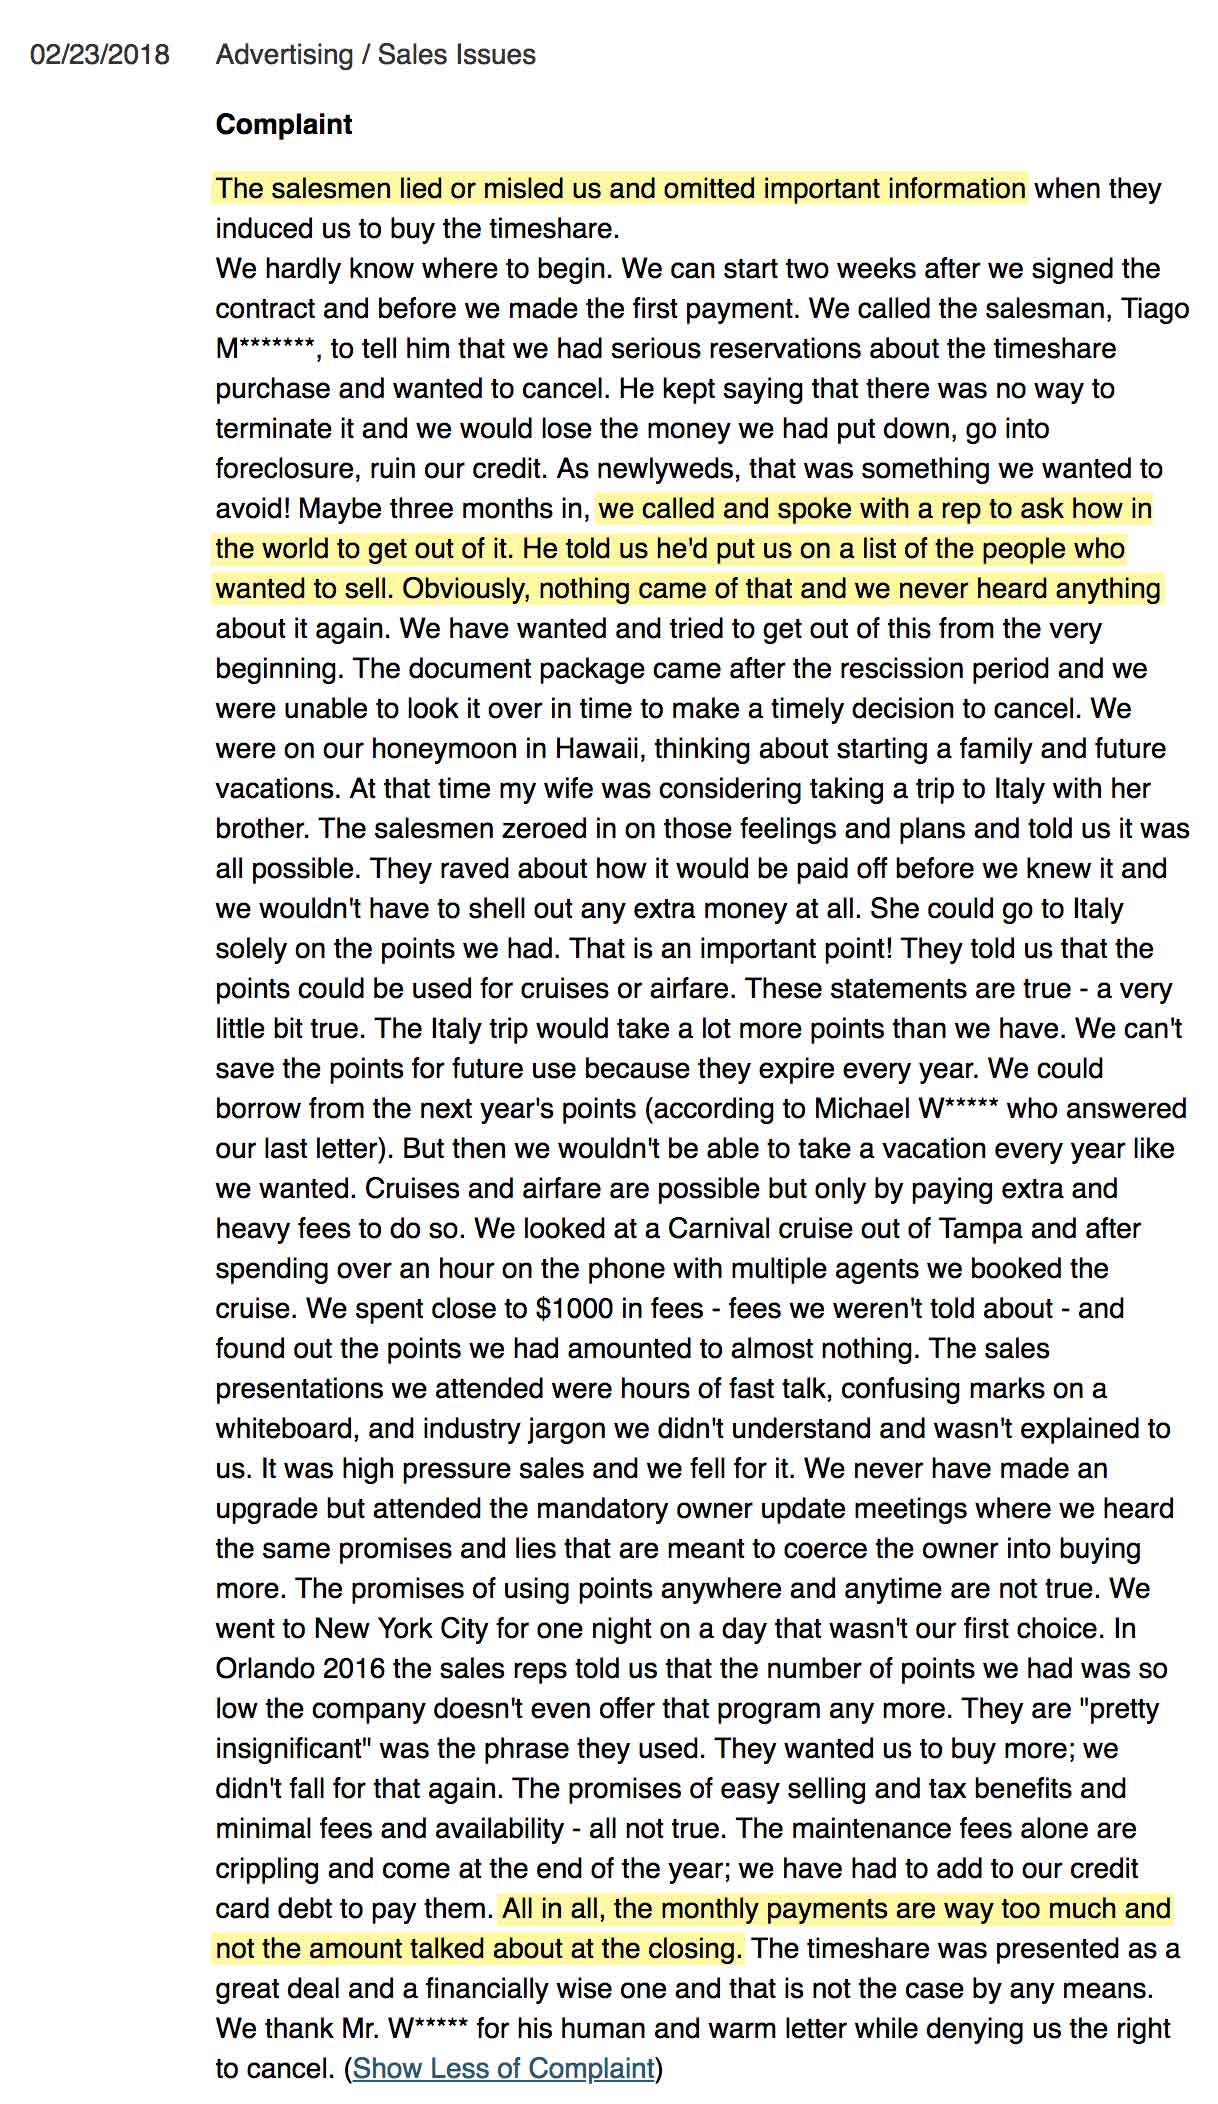 02/23/2018 Advertising / Sales Issues
Complaint
The salesmen lied or misled us and omitted important information when they
induced us to buy the timeshare.
We hardly know where to begin. We can start two weeks after we signed the
contract and before we made the first payment. We called the salesman, Tiago
M*******, to tell him that we had serious reservations about the timeshare
purchase and wanted to cancel. He kept saying that there was no way to
terminate it and we would lose the money we had put down, go into
foreclosure, ruin our credit. As newlyweds, that was something we wanted to
avoid! Maybe three months in, we called and spoke with a rep to ask how in
the world to get out of it. He told us he'd put us on a list of the people who
wanted to sell. Obviously, nothing came of that and we never heard anything
about it again. We have wanted and tried to get out of this from the very
beginning. The document package came after the rescission period and we
were unable to look it over in time to make a timely decision to cancel. We
were on our honeymoon in Hawaii, thinking about starting a family and future
vacations. At that time my wife was considering taking a trip to Italy with her
brother. The salesmen zeroed in on those feelings and plans and told us it was
all possible. They raved about how it would be paid off before we knew it and
we wouldn't have to shell out any extra money at all. She could go to Italy
solely on the points we had. That is an important point! They told us that the
points could be used for cruises or airfare. These statements are true - a very
little bit true. The Italy trip would take a lot more points than we have. We can't
save the points for future use because they expire every year. We could
borrow from the next year's points (according to Michael W***** who answered
our last letter). But then we wouldn't be able to take a vacation every year like
we wanted. Cruises and airfare are possible but only by paying extra and
heavy fees to do so. We looked at a Carnival cruise out of Tampa and after
spending over an hour on the phone with multiple agents we booked the
cruise. We spent close to $1000 in fees - fees we weren't told about - and
found out the points we had amounted to almost nothing. The sales
presentations we attended were hours of fast talk, confusing marks on a
whiteboard, and industry jargon we didn't understand and wasn't explained to
us. It was high pressure sales and we fell for it. We never have made an
upgrade but attended the mandatory owner update meetings where we heard
the same promises and lies that are meant to coerce the owner into buying
more. The promises of using points anywhere and anytime are not true. We
went to New York City for one night on a day that wasn't our first choice. In
Orlando 2016 the sales reps told us that the number of points we had was so
low the company doesn't even offer that program any more. They are "pretty
insignificant" was the phrase they used. They wanted us to buy more; we
didn't fall for that again. The promises of easy selling and tax benefits and
minimal fees and availability - all not true. The maintenance fees alone are
crippling and come at the end of the year; we have had to add to our credit
card debt to pay them. All in all, the monthly payments are way too much and
not the amount talked about at the closing. The timeshare was presented as a
great deal and a financially wise one and that is not the case by any means.
We thank Mr. W***** for his human and warm letter while denying us the right
to cancel. (Show Less of Complaint)